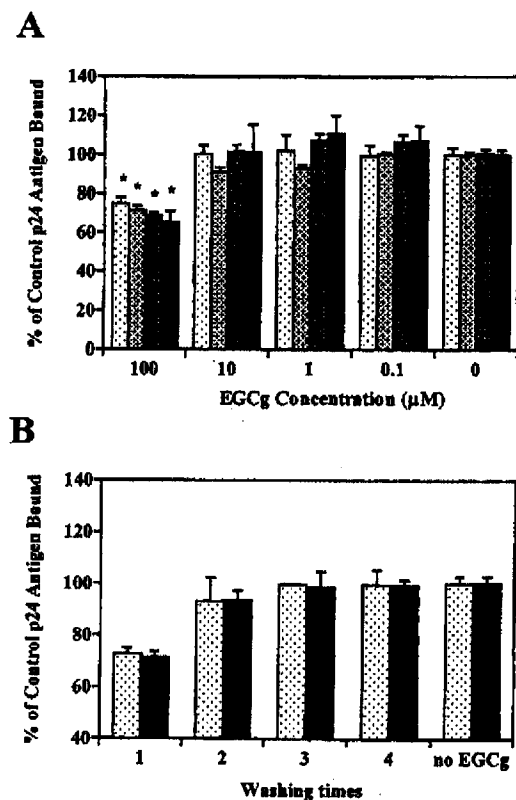 A
% of Control p24 Antigen Bound
140
120
100
80
60
40
20
0
* * * *
100 10 1 0.1 0
EGCg Concentration (µM)
B
% of Control p24 Antigen Bound
140
120
100
80
60
40
1 2 3 4 no EGCg
Washing times